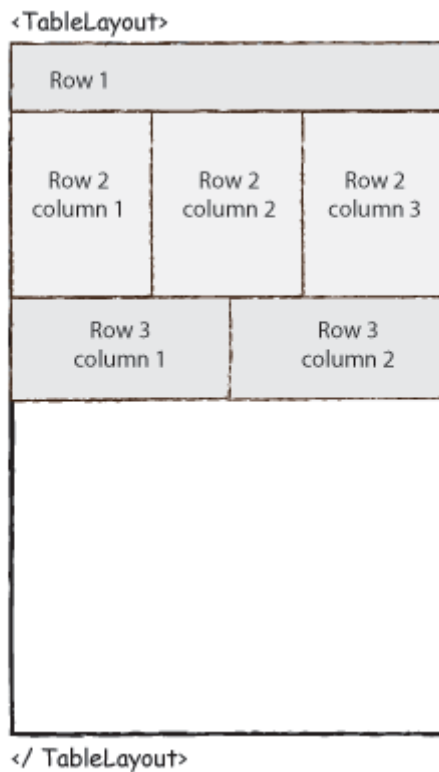 <TableLayout>
Row 1
Row 2
column 1
Row 2
column 2
Row 2
column 3
Row 3
column 1
Row 3
column 2
</ TableLayout>